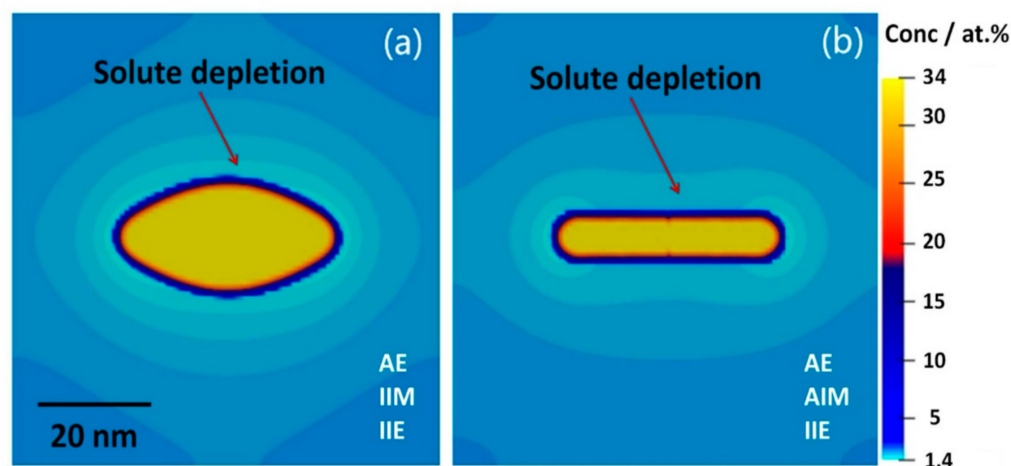 (a)
Solute depletion
AE
IIM
IIE
20 nm
(b)
Solute depletion
AE
AIM
IIE
Conc / at.%
34
30
25
20
15
10
5
1.4